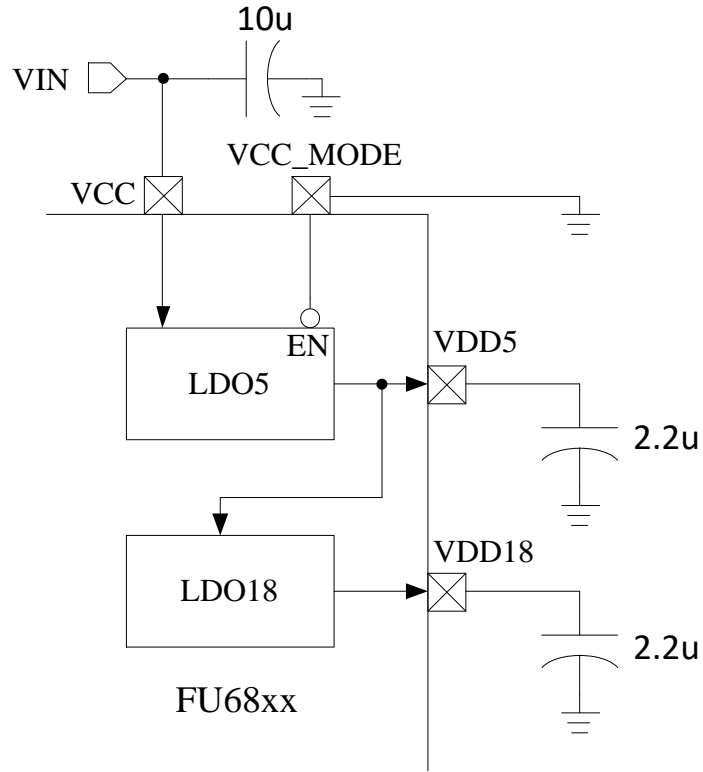 10u
VIN
VCC_MODE
VCC
EN
LDO5
VDD5
2.2u
VDD18
LDO18
2.2u
FU68xx